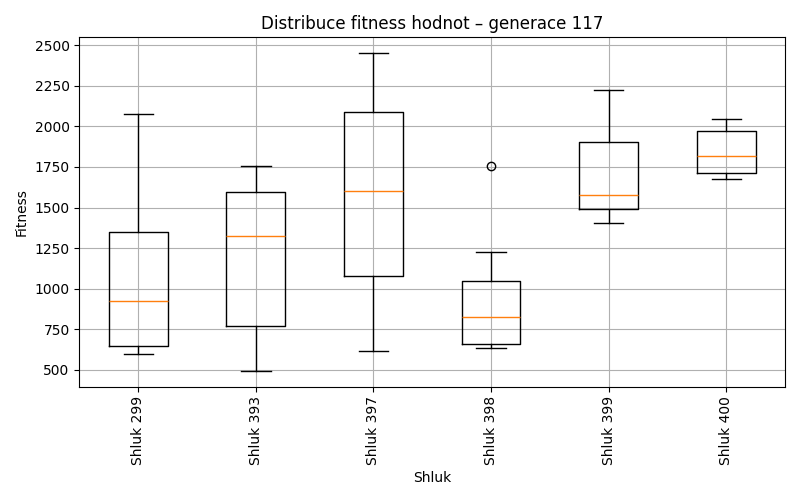 Distribuce fitness hodnot – generace 117
Fitness
2500
2250
2000
1750
1500
1250
1000
750
500
Shluk 299
Shluk 393
Shluk 397
Shluk 398
Shluk 399
Shluk 400
Shluk